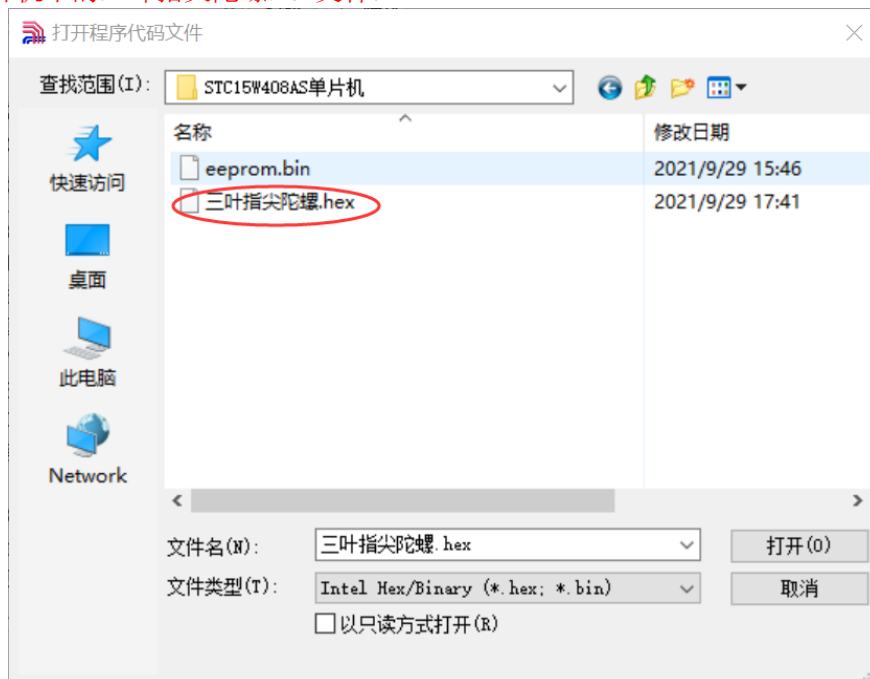 打开程序代码文件
查找范围(I):
STC15W408AS单片机
名称
修改日期
eeprom.bin
2021/9/29 15:46
三叶指尖陀螺.hex
2021/9/29 17:41
快速访问
桌面
此电脑
Network
文件名(N):
三叶指尖陀螺.hex
打开(O)
文件类型(T):
Intel Hex/Binary (*.hex; *.bin)
取消
以只读方式打开(R)